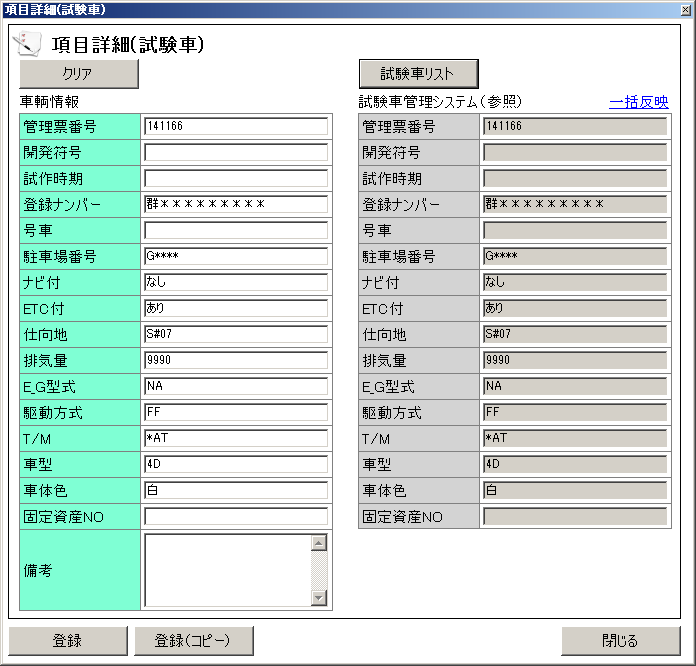 項目詳細(試験車)
項目詳細(試験車)
クリア
試験車リスト
車輌情報
試験車管理システム(参照)
一括反映
管理票番号 141166
管理票番号 141166
開発符号
開発符号
試作時期
試作時期
登録ナンバー 群*********
登録ナンバー 群*********
号車
号車
駐車場番号 G****
駐車場番号 G****
ナビ付 なし
ナビ付 なし
ETC付 あり
ETC付 あり
仕向地 S#07
仕向地 S#07
排気量 9990
排気量 9990
E_G型式 NA
E_G型式 NA
駆動方式 FF
駆動方式 FF
T/M *AT
T/M *AT
車型 4D
車型 4D
車体色 白
車体色 白
固定資産NO
固定資産NO
備考
登録
登録(コピー)
閉じる